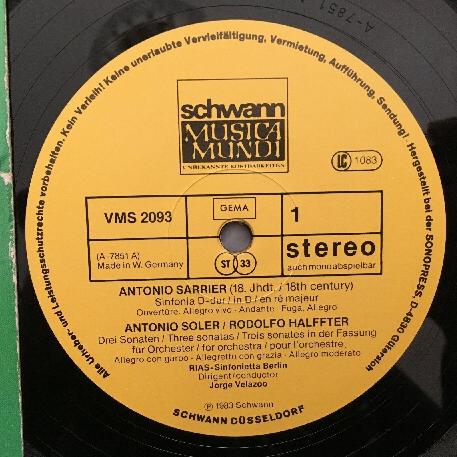 Alle Urheber- und Leistungsschutzrechte vorbehalten. Kein Verleih! Keine unerlaubte Vervielfältigung, Vermietung, Aufführung, Sendung! · Hergestellt bei der SONOPRESS, D-4830 Gütersloh
A-7851
schwann
MUSICA
MUNDI
UNBEKANNTE KOSTBARKEITEN
LC 1083
VMS 2093
GEMA
1
(A-7851 A)
Made in W. Germany
ST 33
stereo
auch mono abspielbar
ANTONIO SARRIER (18. Jhdt. / 18th century)
Sinfonia D-dur / in D / en ré majeur
Ouvertüre. Allegro vivo - Andante - Fuga. Allegro
ANTONIO SOLER / RODOLFO HALFFTER
Drei Sonaten / Three sonatas / Trois sonates in der Fassung
für Orchester / for orchestra / pour l'orchestre
Allegro con garbo - Allegretto con grazia - Allegro moderato
RIAS-Sinfonietta Berlin
Dirigent/conductor
Jorge Velazco
℗ 1983 Schwann
SCHWANN DÜSSELDORF